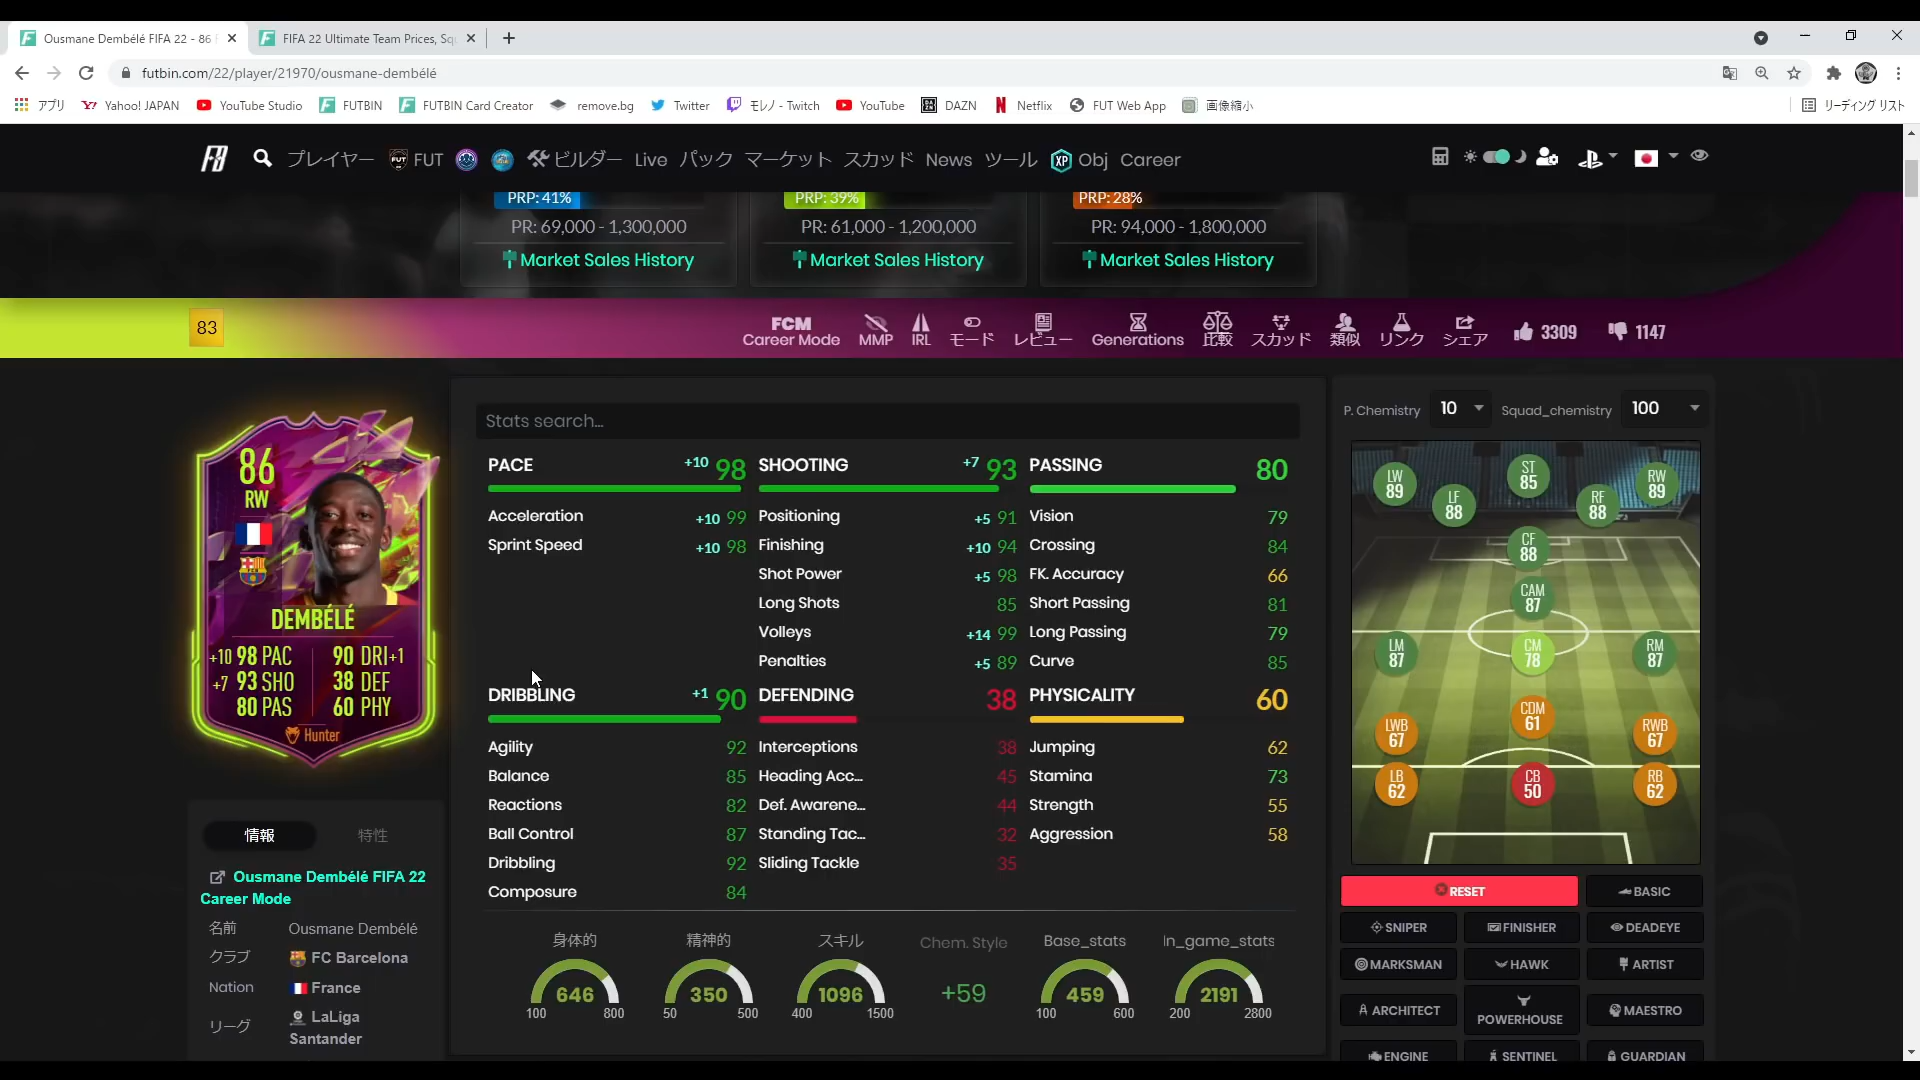 Ousmane Dembélé FIFA 22 - 86
FIFA 22 Ultimate Team Prices, Squ
futbin.com/22/player/21970/ousmane-dembélé
アプリ Yahoo! JAPAN YouTube Studio FUTBIN FUTBIN Card Creator remove.bg Twitter モレノ - Twitch YouTube DAZN Netflix FUT Web App 画像縮小 リーディング リスト
プレイヤー FUT ビルダー Live パック マーケット スカッド News ツール XP Obj Career
PRP: 41% PRP: 39% PRP: 28%
PR: 69,000 - 1,300,000 PR: 61,000 - 1,200,000 PR: 94,000 - 1,800,000
Market Sales History Market Sales History Market Sales History
83
FCM Career Mode MMP IRL モード レビュー Generations 比較 スカッド 類似 リンク シェア 3309 1147
86
RW
DEMBÉLÉ
+10 98 PAC 90 DRI+1
+7 93 SHO 38 DEF
80 PAS 60 PHY
Hunter
情報 特性
Ousmane Dembélé FIFA 22
Career Mode
名前 Ousmane Dembélé
クラブ FC Barcelona
Nation France
リーグ LaLiga
Santander
Stats search...
PACE +10 98
Acceleration +10 99
Sprint Speed +10 98
SHOOTING +7 93
Positioning +5 91
Finishing +10 94
Shot Power +5 98
Long Shots 85
Volleys +14 99
Penalties +5 89
PASSING 80
Vision 79
Crossing 84
FK. Accuracy 66
Short Passing 81
Long Passing 79
Curve 85
DRIBBLING +1 90
Agility 92
Balance 85
Reactions 82
Ball Control 87
Dribbling 92
Composure 84
DEFENDING 38
Interceptions 38
Heading Acc... 45
Def. Awarene... 44
Standing Tac... 32
Sliding Tackle 35
PHYSICALITY 60
Jumping 62
Stamina 73
Strength 55
Aggression 58
身体的 精神的 スキル Chem. Style Base_stats In_game_stats
646 350 1096 +59 459 2191
100 800 50 500 400 1500 100 600 200 2800
P. Chemistry 10 Squad_chemistry 100
LW 89
ST 85
RW 89
LF 88
RF 88
CF 88
CAM 87
LM 87
CM 78
RM 87
CDM 61
LWB 67
RWB 67
LB 62
CB 50
RB 62
RESET BASIC
SNIPER FINISHER DEADEYE
MARKSMAN HAWK ARTIST
ARCHITECT POWERHOUSE MAESTRO
ENGINE SENTINEL GUARDIAN